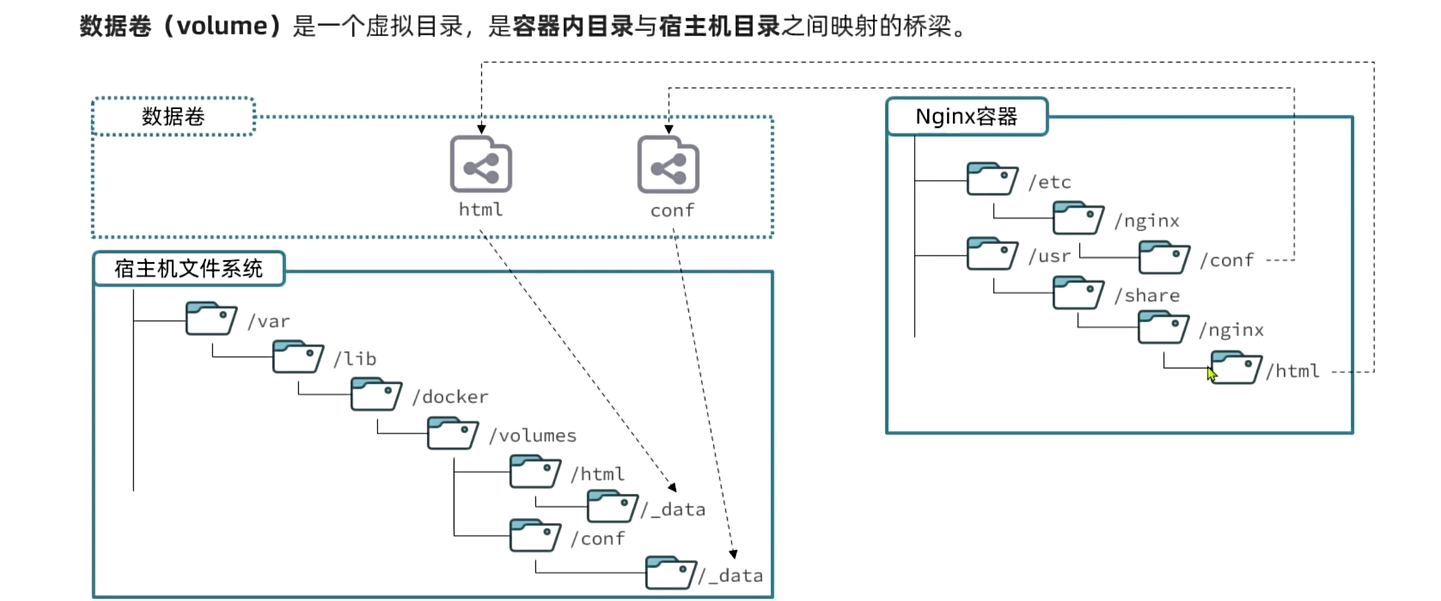 数据卷（volume）是一个虚拟目录，是容器内目录与宿主机目录之间映射的桥梁。
数据卷
html
conf
宿主机文件系统
/var
/lib
/docker
/volumes
/html
/_data
/conf
/_data
Nginx容器
/etc
/nginx
/conf
/usr
/share
/nginx
/html